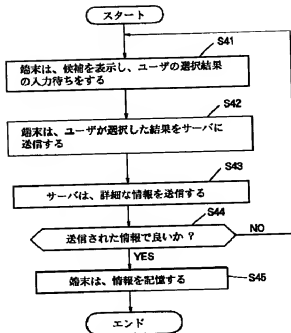 スタート
S41
端末は、候補を表示し、ユーザの選択結果
の入力待ちをする
S42
端末は、ユーザが選択した結果をサーバに
送信する
S43
サーバは、詳細な情報を送信する
S44
送信された情報で良いか？
NO
YES
端末は、情報を記憶する
S45
エンド